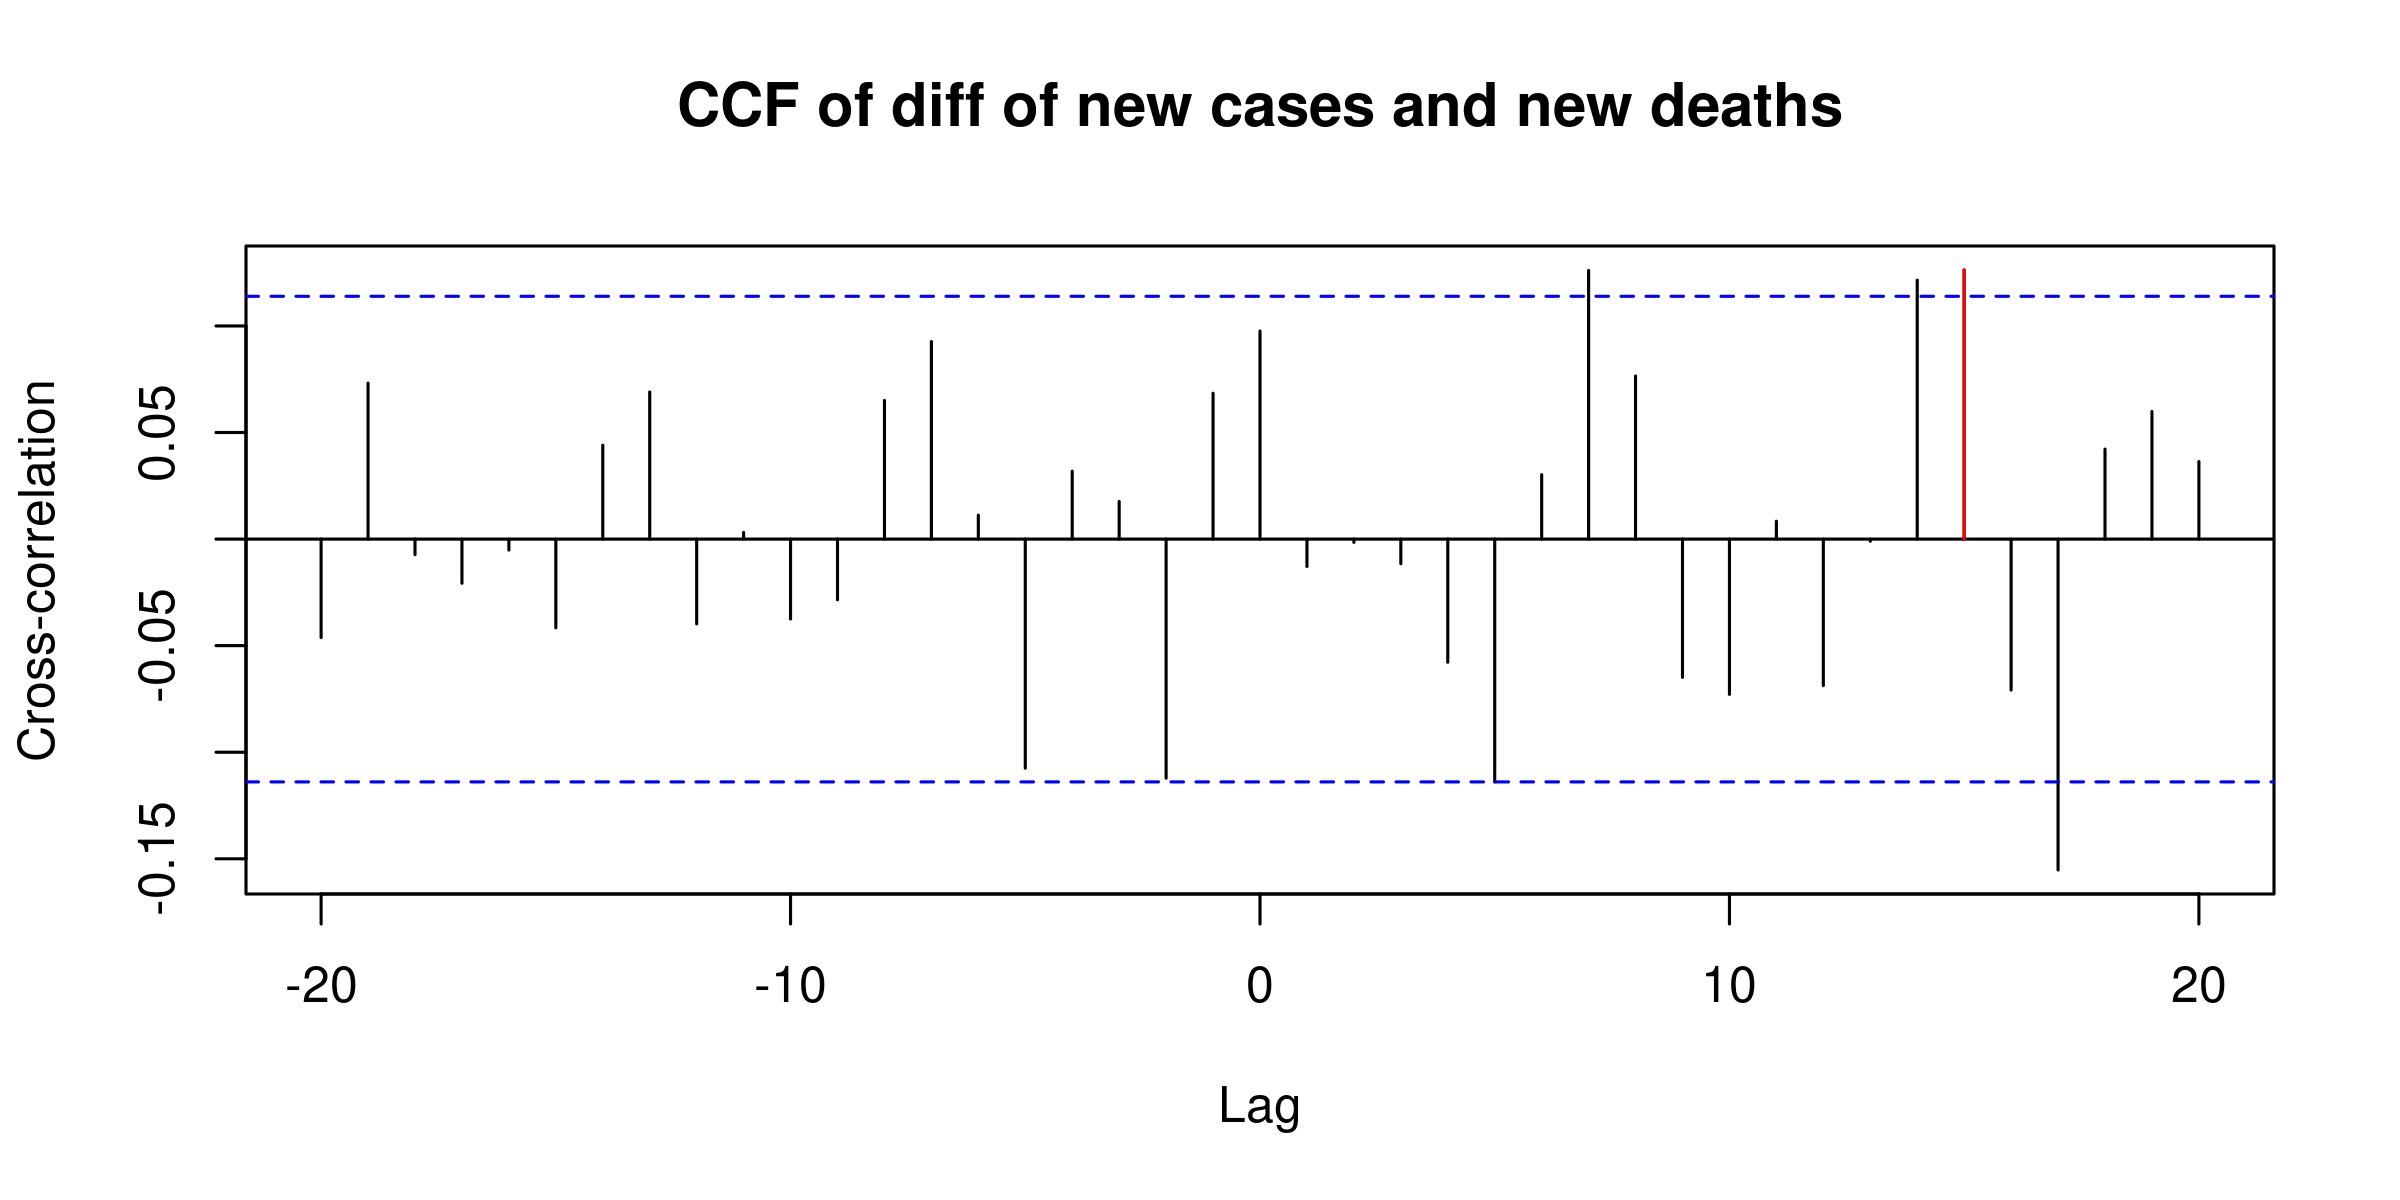 CCF of diff of new cases and new deaths
Cross-correlation
0.05
-0.05
-0.15
-20 -10 0 10 20
Lag